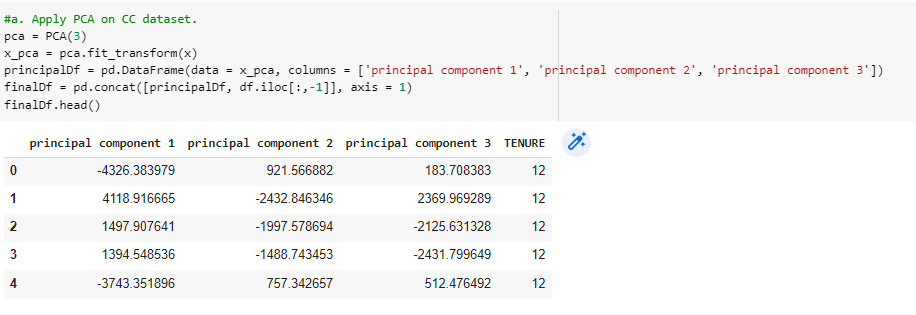 #a. Apply PCA on CC dataset.
pca = PCA(3)
x_pca = pca.fit_transform(x)
principalDf = pd.DataFrame(data = x_pca, columns = ['principal component 1', 'principal component 2', 'principal component 3'])
finalDf = pd.concat([principalDf, df.iloc[:,-1]], axis = 1)
finalDf.head()
principal component 1 principal component 2 principal component 3 TENURE
0 -4326.383979 921.566882 183.708383 12
1 4118.916665 -2432.846346 2369.969289 12
2 1497.907641 -1997.578694 -2125.631328 12
3 1394.548536 -1488.743453 -2431.799649 12
4 -3743.351896 757.342657 512.476492 12